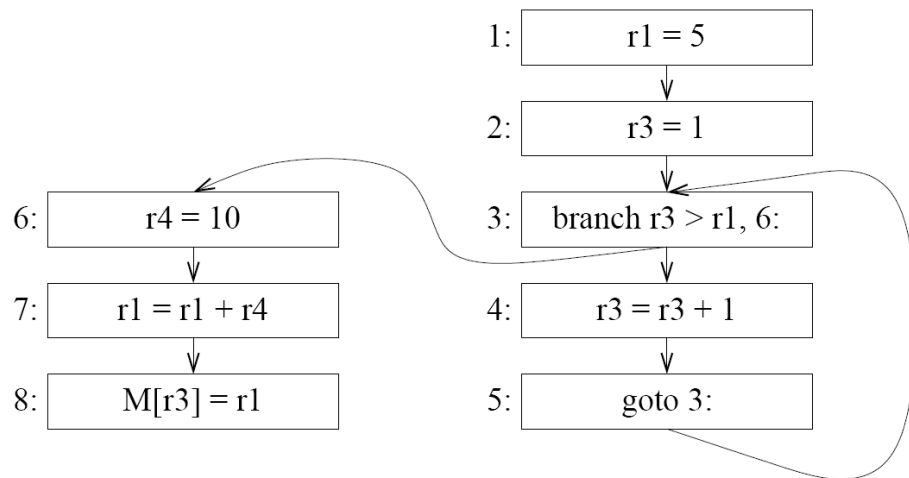 1: r1 = 5
2: r3 = 1
3: branch r3 > r1, 6:
4: r3 = r3 + 1
5: goto 3:
6: r4 = 10
7: r1 = r1 + r4
8: M[r3] = r1